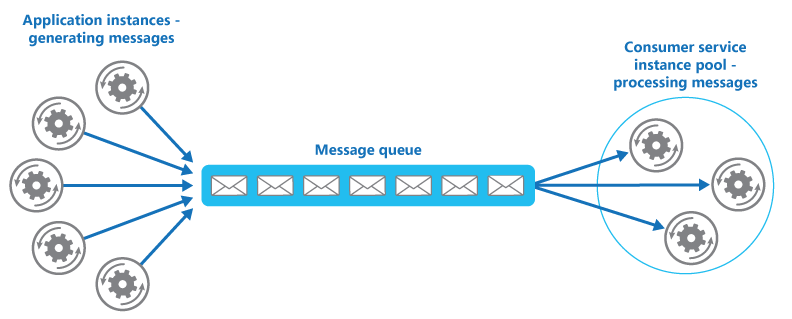 Application instances -
generating messages
Consumer service
instance pool -
processing messages
Message queue